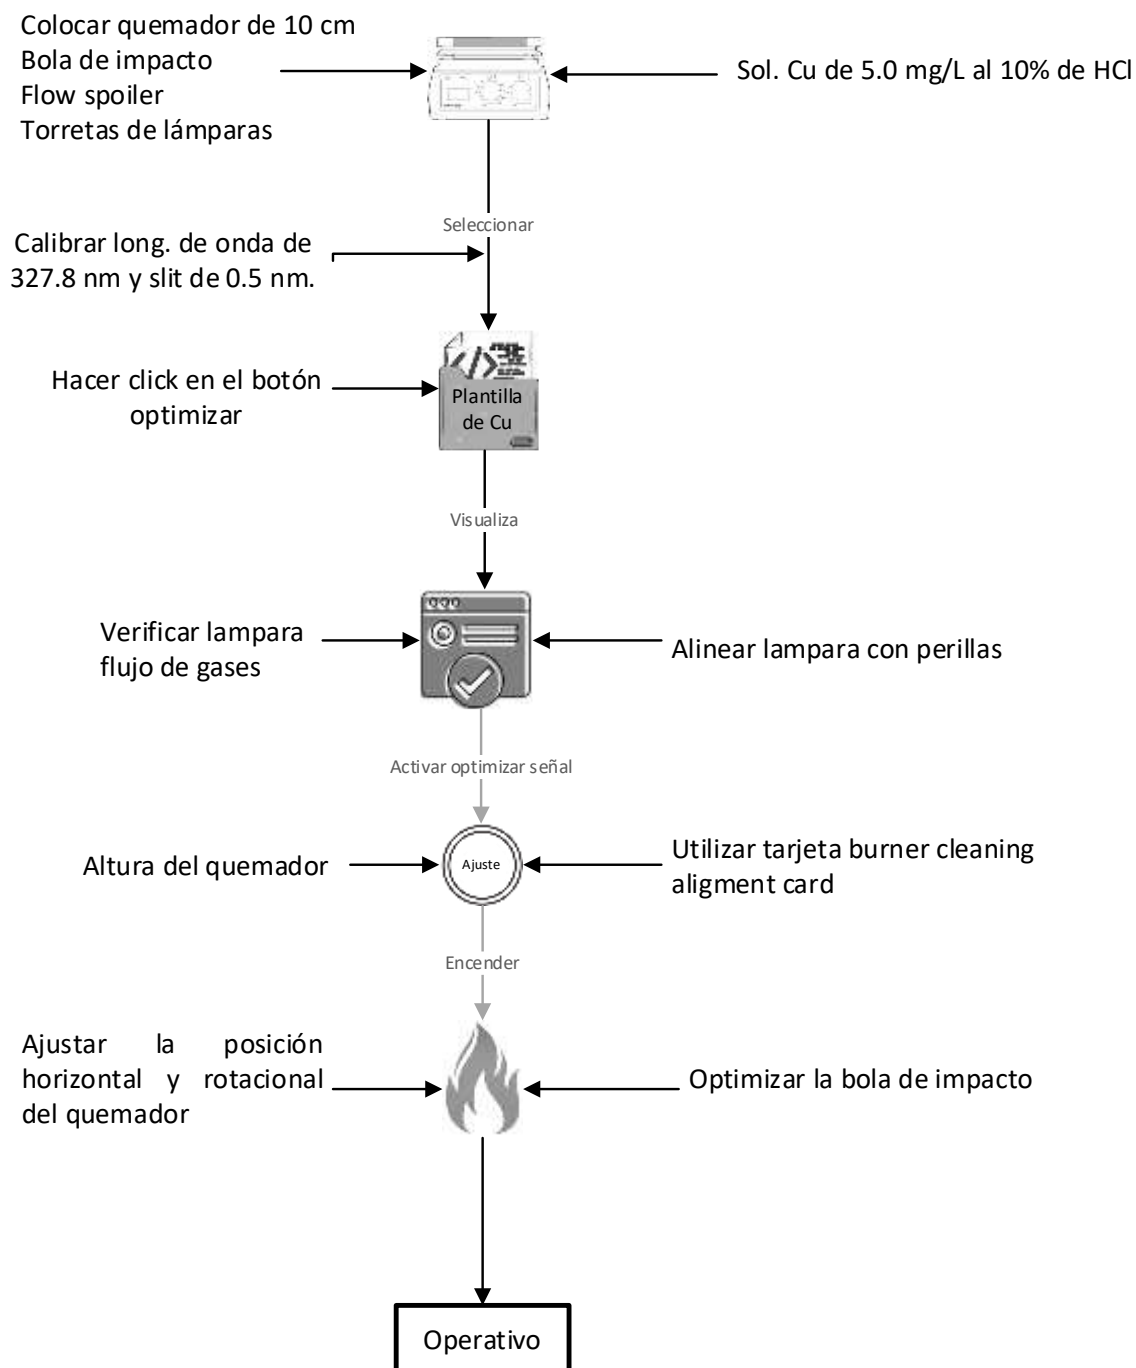 Colocar quemador de 10 cm
Bola de impacto
Flow spoiler
Torretas de lámparas
Sol. Cu de 5.0 mg/L al 10% de HCl
Seleccionar
Calibrar long. de onda de
327.8 nm y slit de 0.5 nm.
Hacer click en el botón
optimizar
Plantilla
de Cu
Visualiza
Verificar lampara
flujo de gases
Alinear lampara con perillas
Activar optimizar señal
Altura del quemador
Ajuste
Utilizar tarjeta burner cleaning
aligment card
Encender
Ajustar la posición
horizontal y rotacional
del quemador
Optimizar la bola de impacto
Operativo